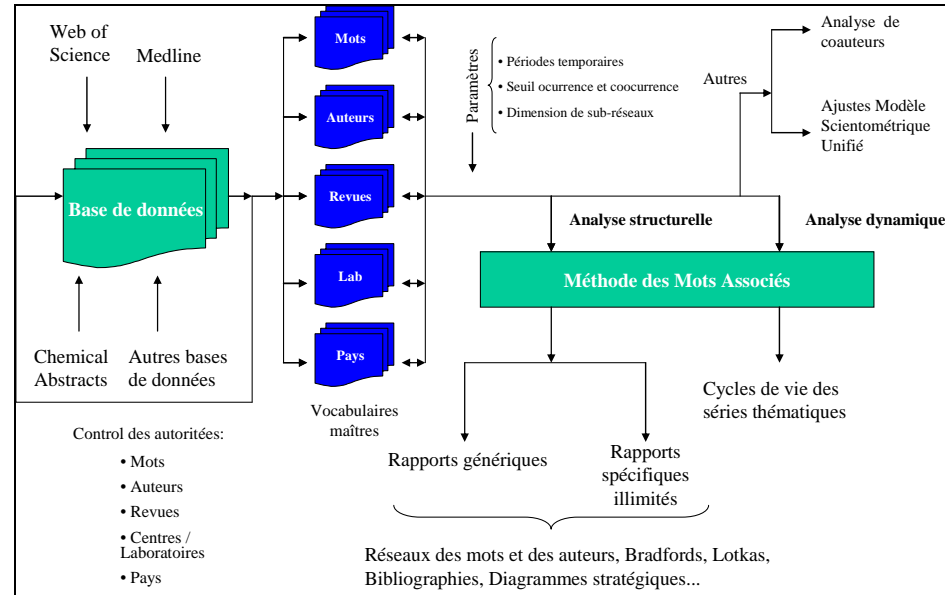 Web of
Science
Medline
Base de données
Chemical
Abstracts
Autres bases
de données
Control des autoritées:
• Mots
• Auteurs
• Revues
• Centres /
Laboratoires
• Pays
Mots
Auteurs
Revues
Lab
Pays
Vocabulaires
maîtres
Paramètres
• Périodes temporaires
• Seuil ocurrence et coocurrence
• Dimension de sub-réseaux
Autres
Analyse de
coauteurs
Ajustes Modèle
Scientométrique
Unifié
Analyse structurelle
Analyse dynamique
Méthode des Mots Associés
Cycles de vie des
séries thématiques
Rapports génériques
Rapports
spécifiques
illimités
Réseaux des mots et des auteurs, Bradfords, Lotkas,
Bibliographies, Diagrammes stratégiques...